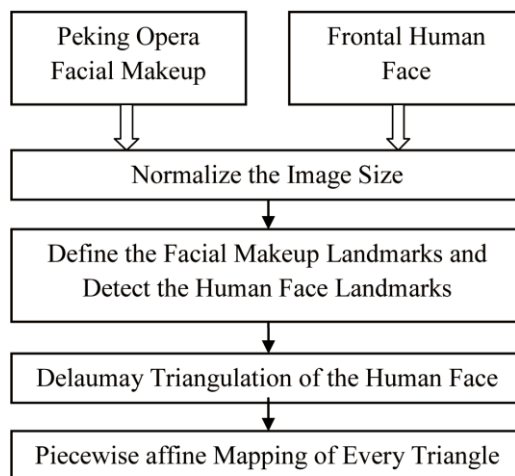 Peking Opera
Facial Makeup
Frontal Human
Face
Normalize the Image Size
Define the Facial Makeup Landmarks and
Detect the Human Face Landmarks
Delaumay Triangulation of the Human Face
Piecewise affine Mapping of Every Triangle